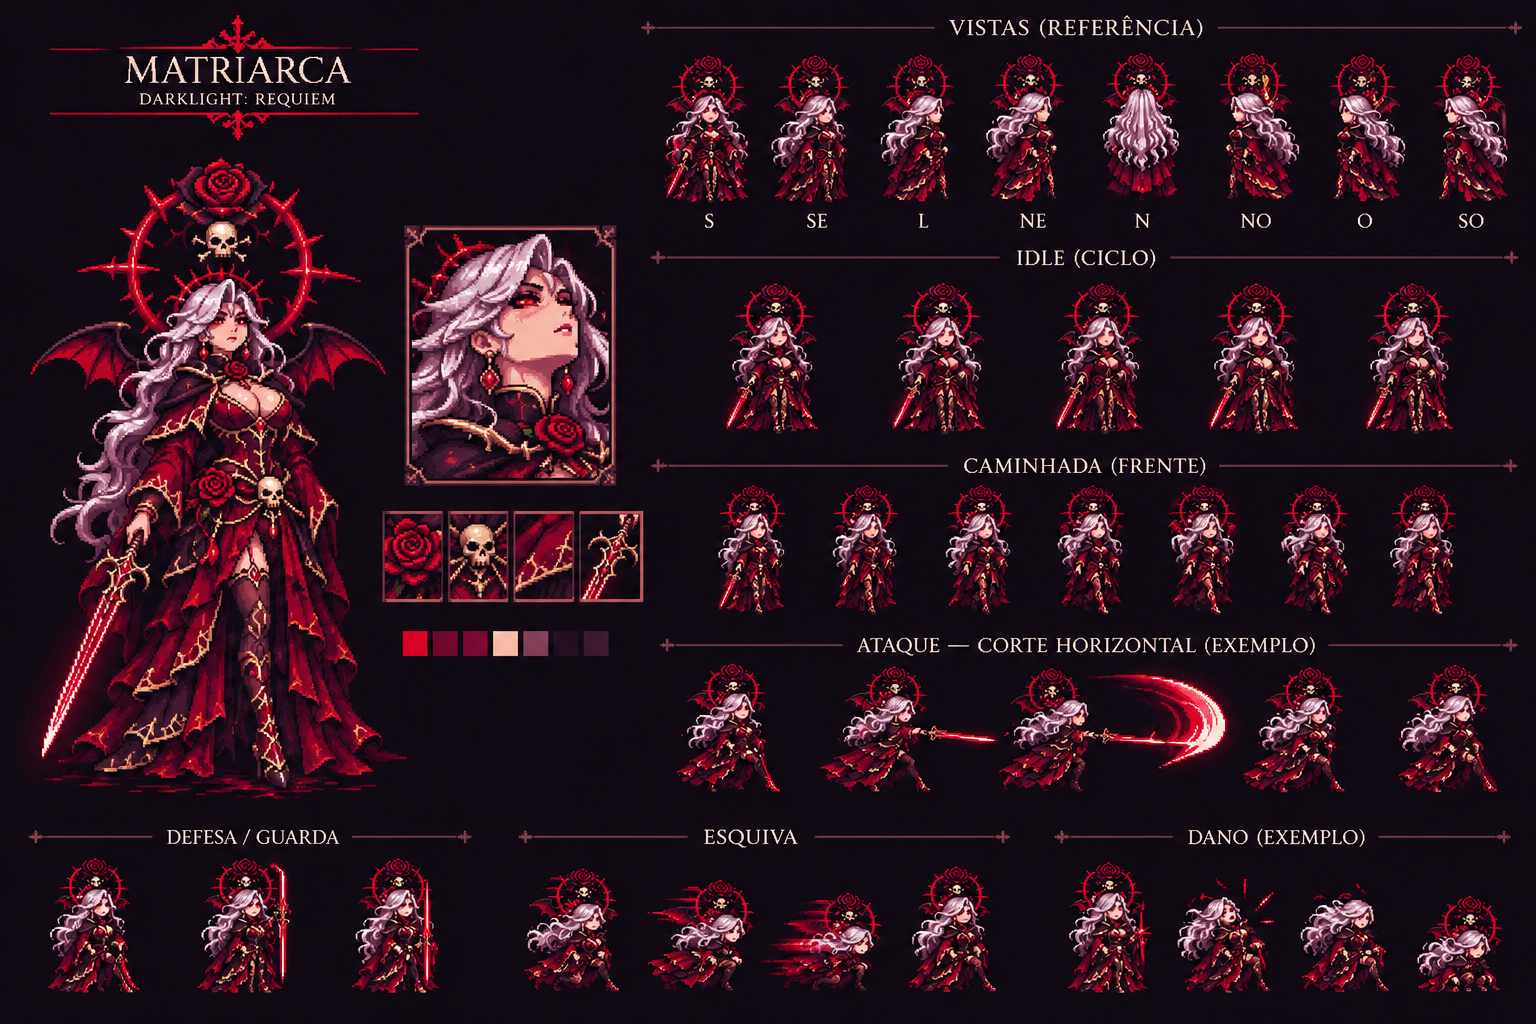 MATRIARCA
DARKLIGHT: REQUIEM
VISTAS (REFERÊNCIA)
S SE L NE N NO O SO
IDLE (CICLO)
CAMINHADA (FRENTE)
ATAQUE — CORTE HORIZONTAL (EXEMPLO)
DEFESA / GUARDA
ESQUIVA
DANO (EXEMPLO)